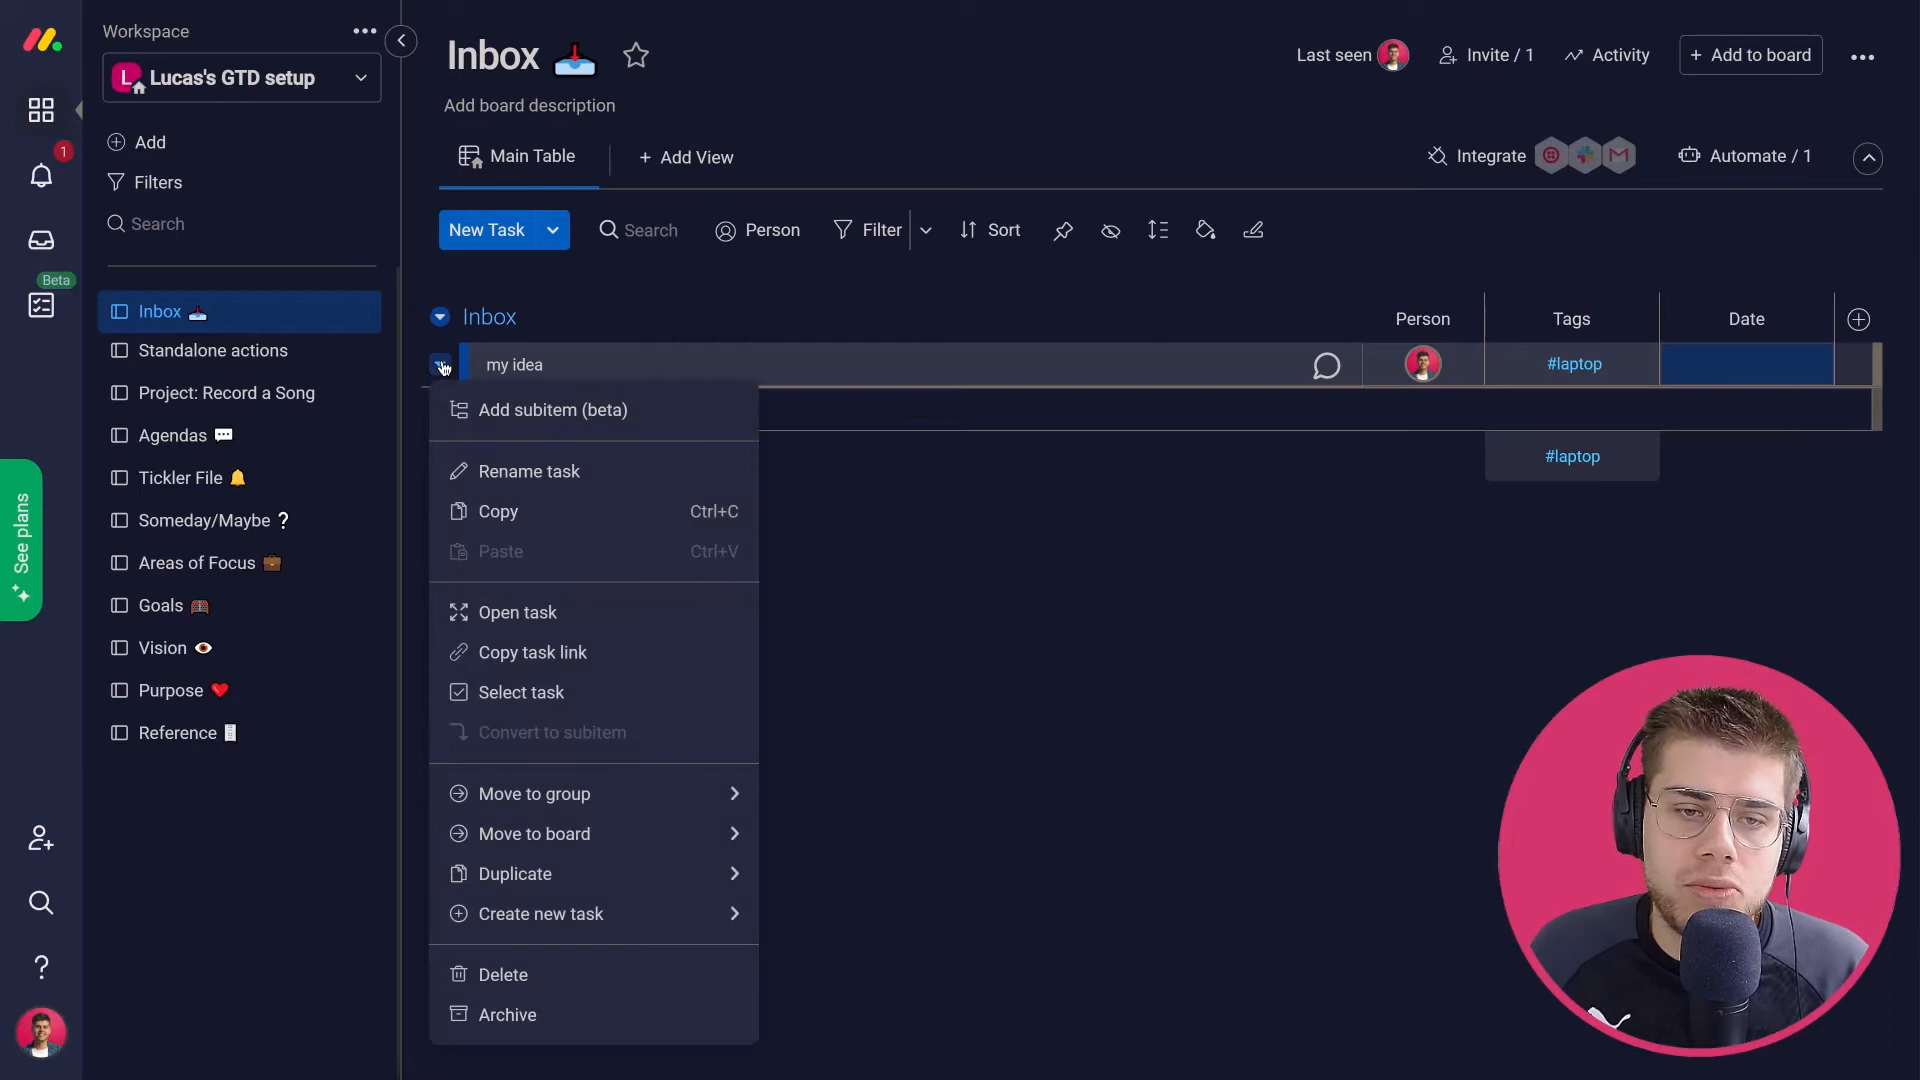 Workspace
L Lucas's GTD setup
Add
Filters
Search
1
Beta
See plans
Inbox
Standalone actions
Project: Record a Song
Agendas
Tickler File
Someday/Maybe ?
Areas of Focus
Goals
Vision
Purpose
Reference
Inbox
Add board description
Last seen
Invite / 1
Activity
+ Add to board
Main Table
+ Add View
Integrate
Automate / 1
New Task
Search
Person
Filter
Sort
Inbox
Person
Tags
Date
my idea
#laptop
#laptop
Add subitem (beta)
Rename task
Copy Ctrl+C
Paste Ctrl+V
Open task
Copy task link
Select task
Convert to subitem
Move to group
Move to board
Duplicate
Create new task
Delete
Archive